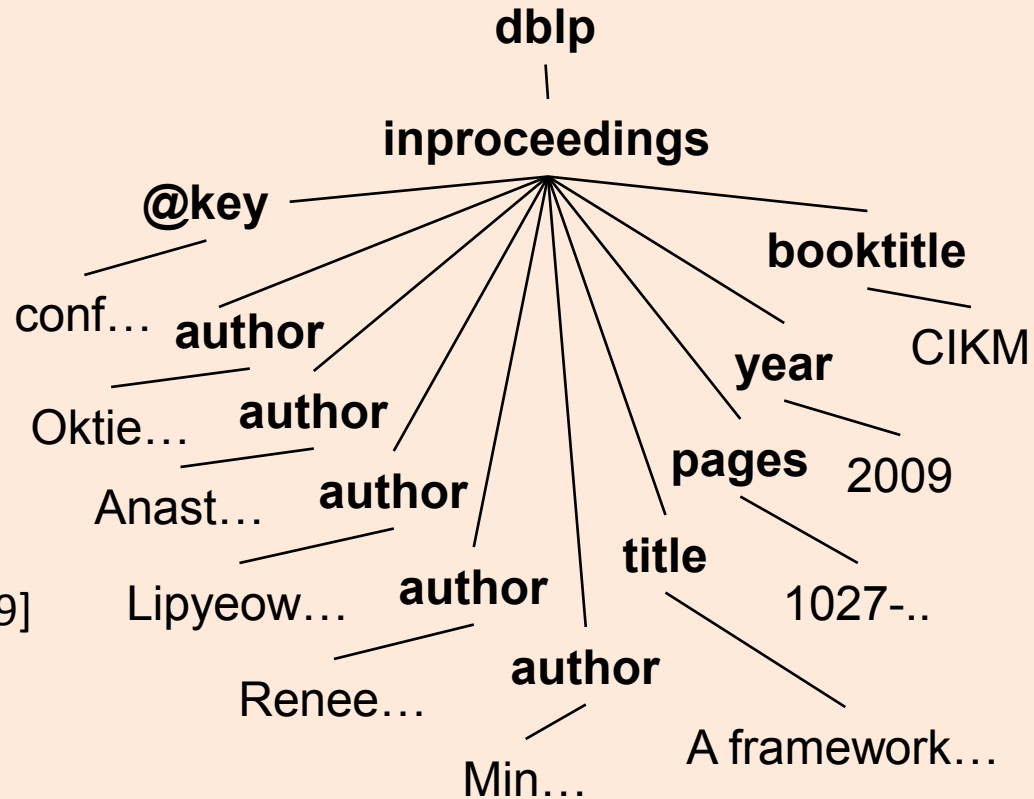 dblp
inproceedings
@key
booktitle
conf…
author
CIKM
year
Oktie…
author
pages
2009
Anast…
author
title
9]
Lipyeow…
author
1027-..
author
Renee…
A framework…
Min…